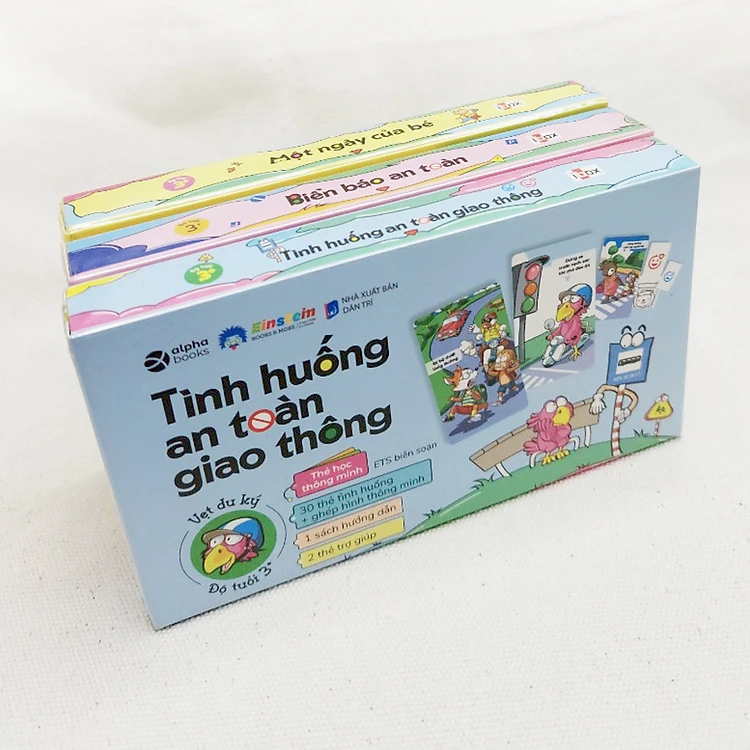 Một ngày của bé
Biển báo an toàn
3+
Tình huống an toàn giao thông
alpha
books
Einstein
BOOKS & MORE
NHÀ XUẤT BẢN
DÂN TRÍ
Tình huống
an toàn
giao thông
Thẻ học
thông minh
ETS biên soạn
30 thẻ tình huống
+ ghép hình thông minh
1 sách hướng dẫn
2 thẻ trợ giúp
Vẹt du ký
Độ tuổi 3+